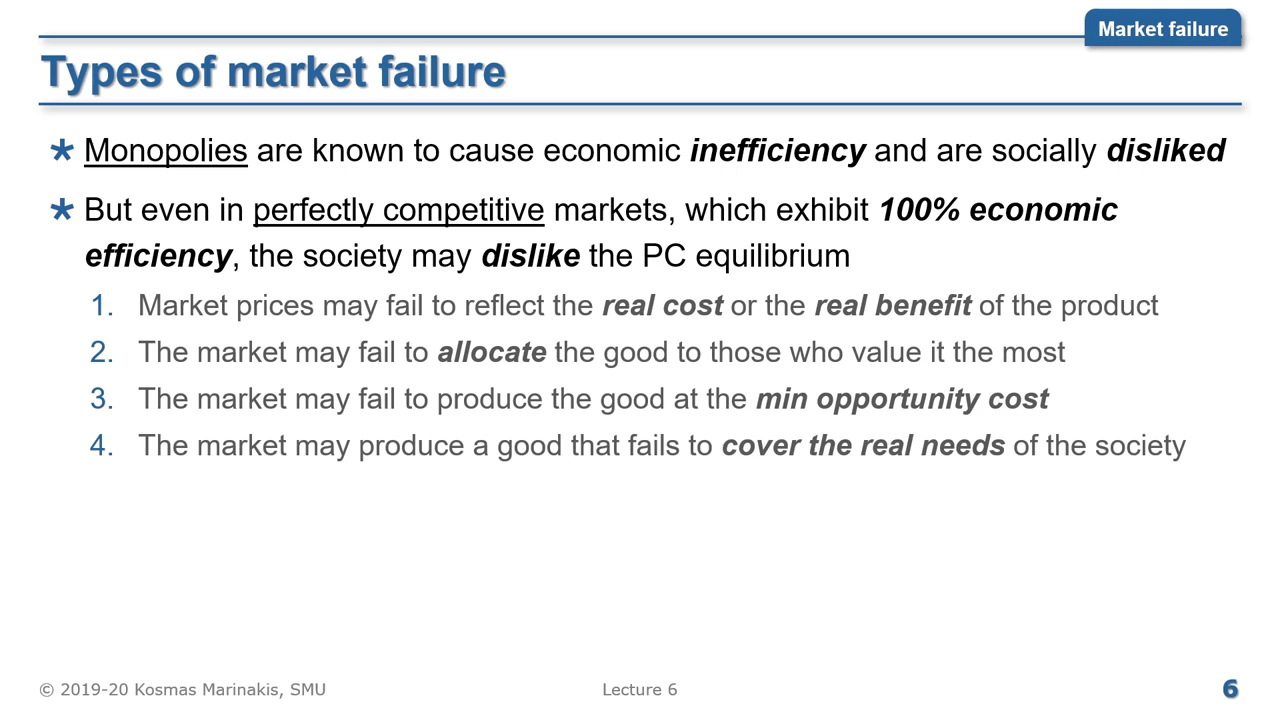 Market failure
Types of market failure
* Monopolies are known to cause economic inefficiency and are socially disliked
* But even in perfectly competitive markets, which exhibit 100% economic
efficiency, the society may dislike the PC equilibrium
1. Market prices may fail to reflect the real cost or the real benefit of the product
2. The market may fail to allocate the good to those who value it the most
3. The market may fail to produce the good at the min opportunity cost
4. The market may produce a good that fails to cover the real needs of the society
© 2019-20 Kosmas Marinakis, SMU
Lecture 6
6